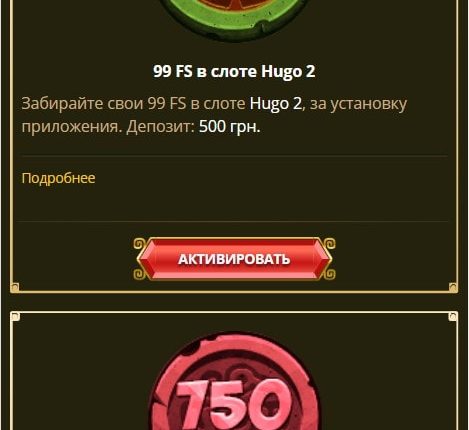 99 FS в слоте Hugo 2
Забирайте свои 99 FS в слоте Hugo 2, за установку
приложения. Депозит: 500 грн.
Подробнее
АКТИВИРОВАТЬ
750